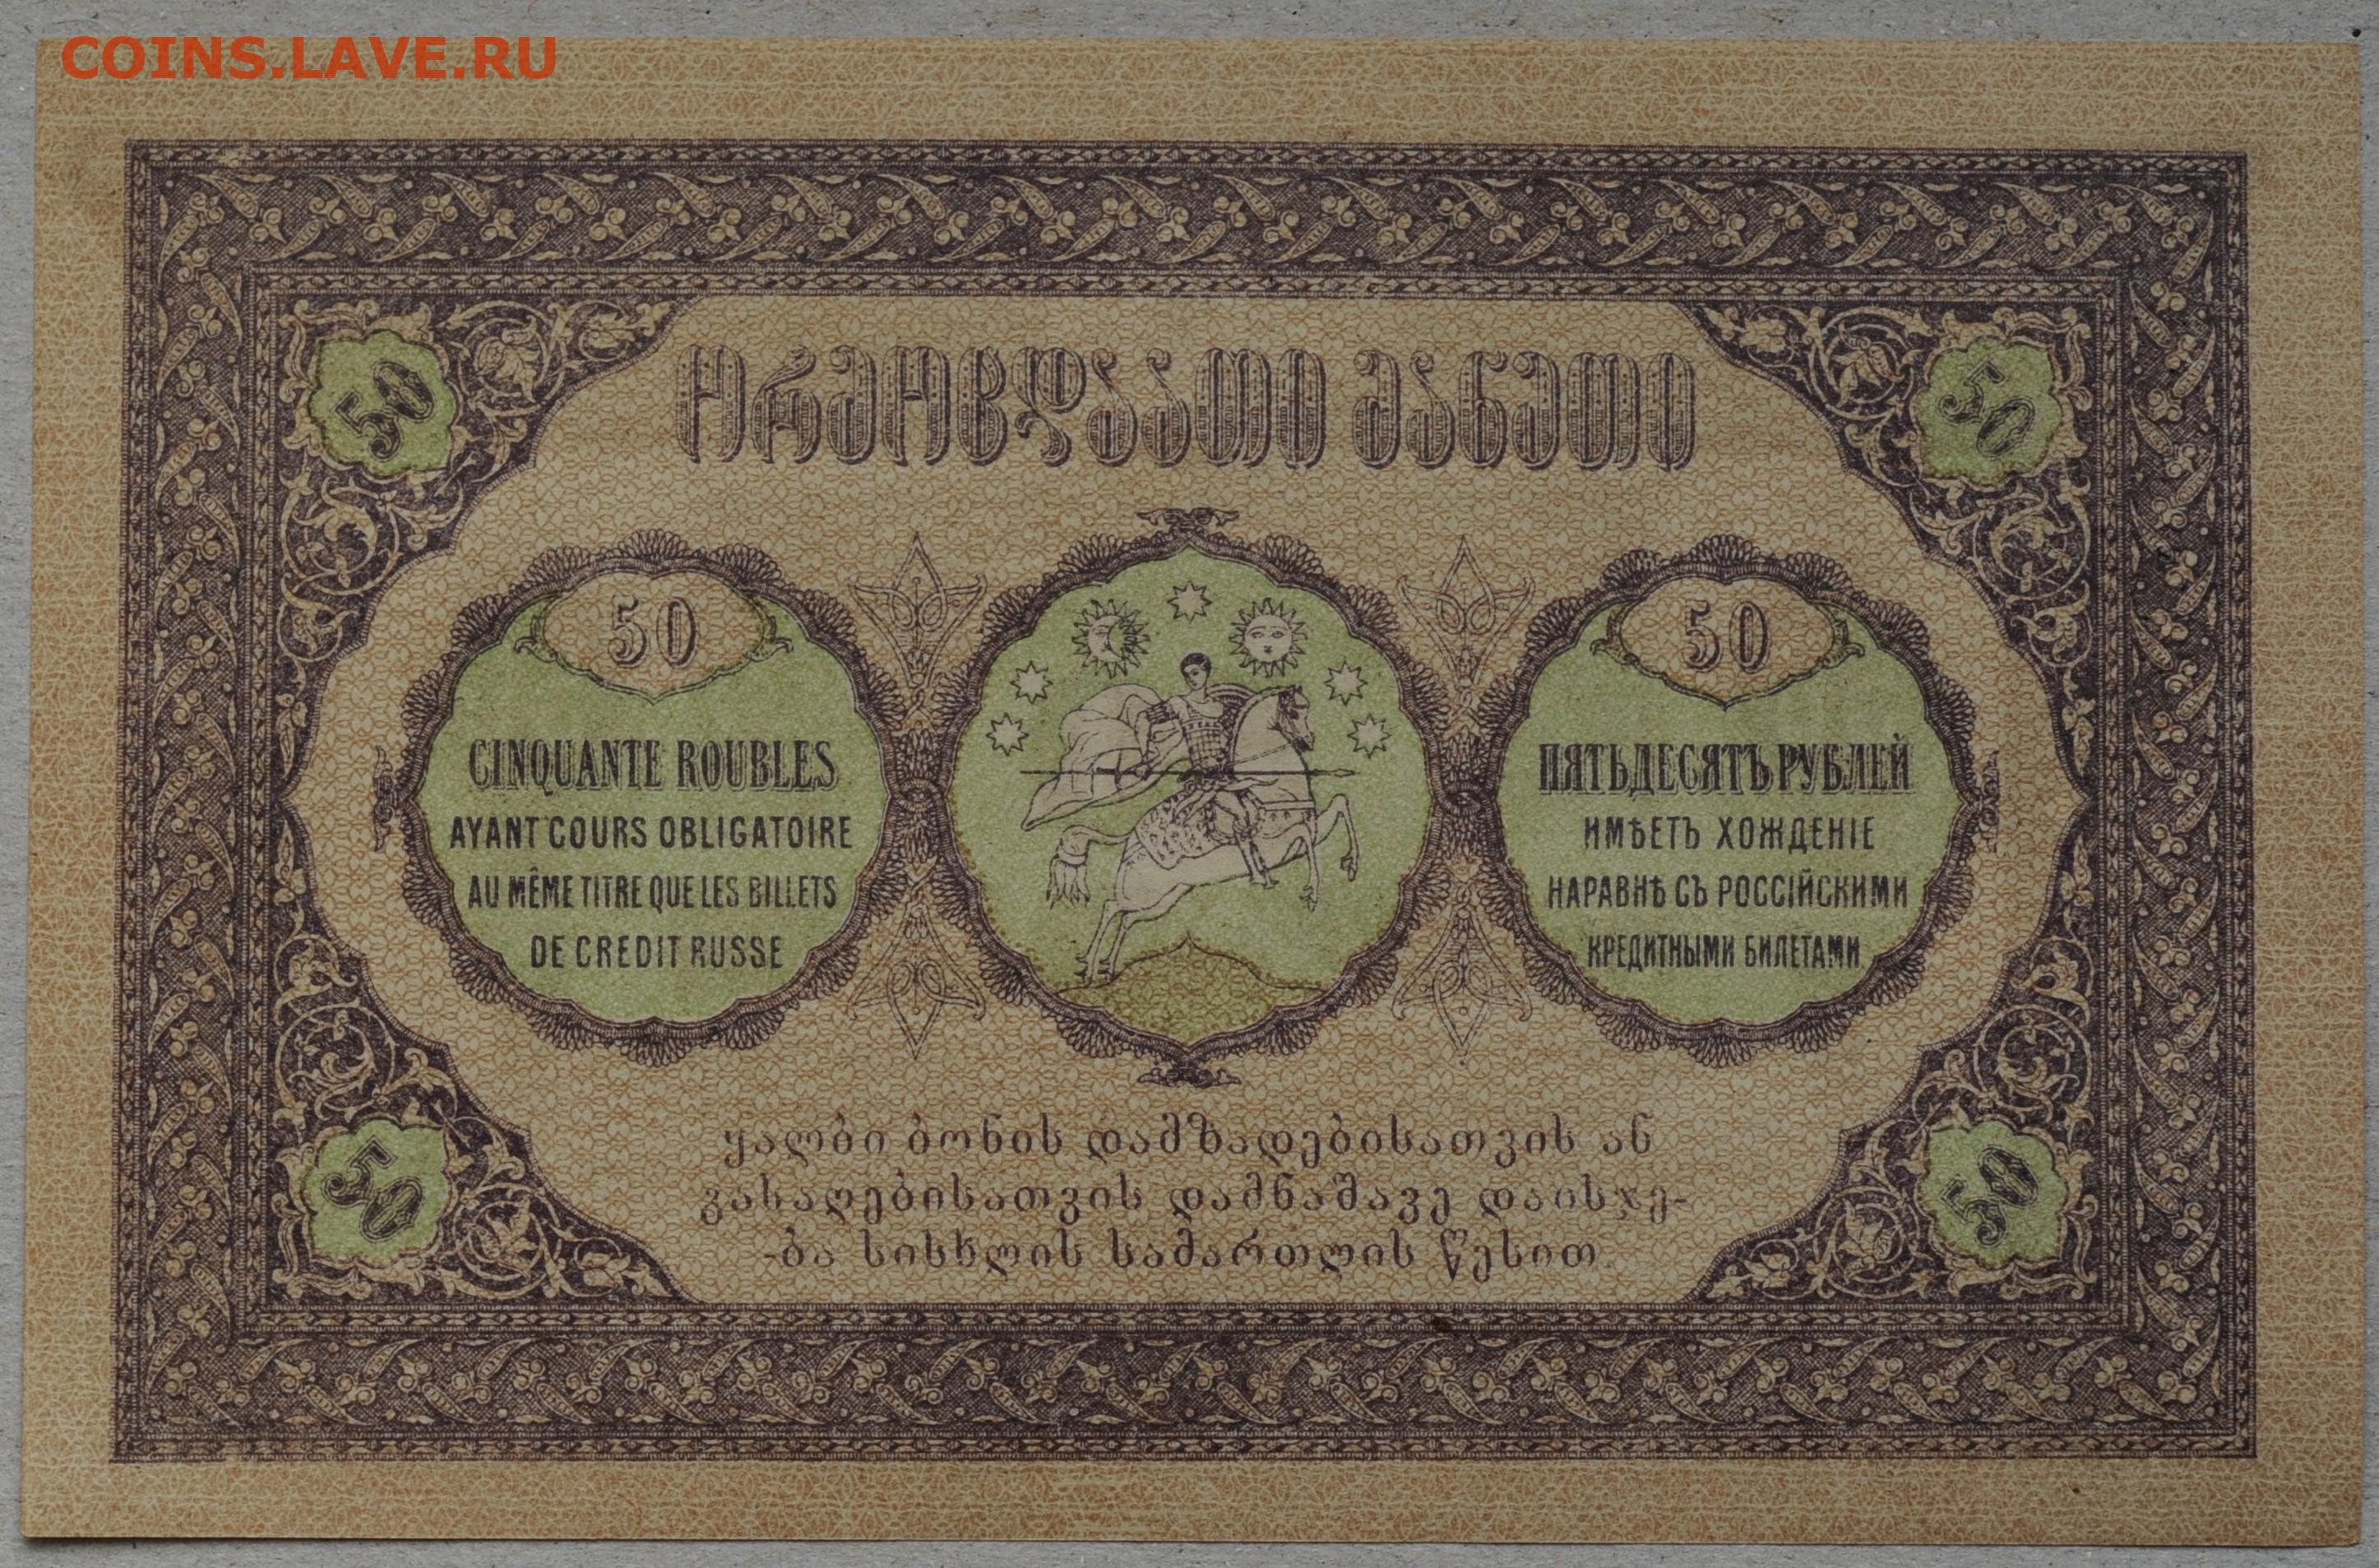 COINS.LAVE.RU
50 50
ორმოცდაათი მანეთი
50
CINQUANTE ROUBLES
AYANT COURS OBLIGATOIRE
AU MÊME TITRE QUE LES BILLETS
DE CREDIT RUSSE
50
ПЯТЬДЕСЯТЪ РУБЛЕЙ
ИМѢЕТЪ ХОЖДЕНІЕ
НАРАВНѢ СЪ РОССІЙСКИМИ
КРЕДИТНЫМИ БИЛЕТАМИ
ყალბი ბონის დამზადებისათვის ან
გასაღებისათვის დამნაშავე დაისჯე-
-ბა სისხლის სამართლის წესით.
50 50